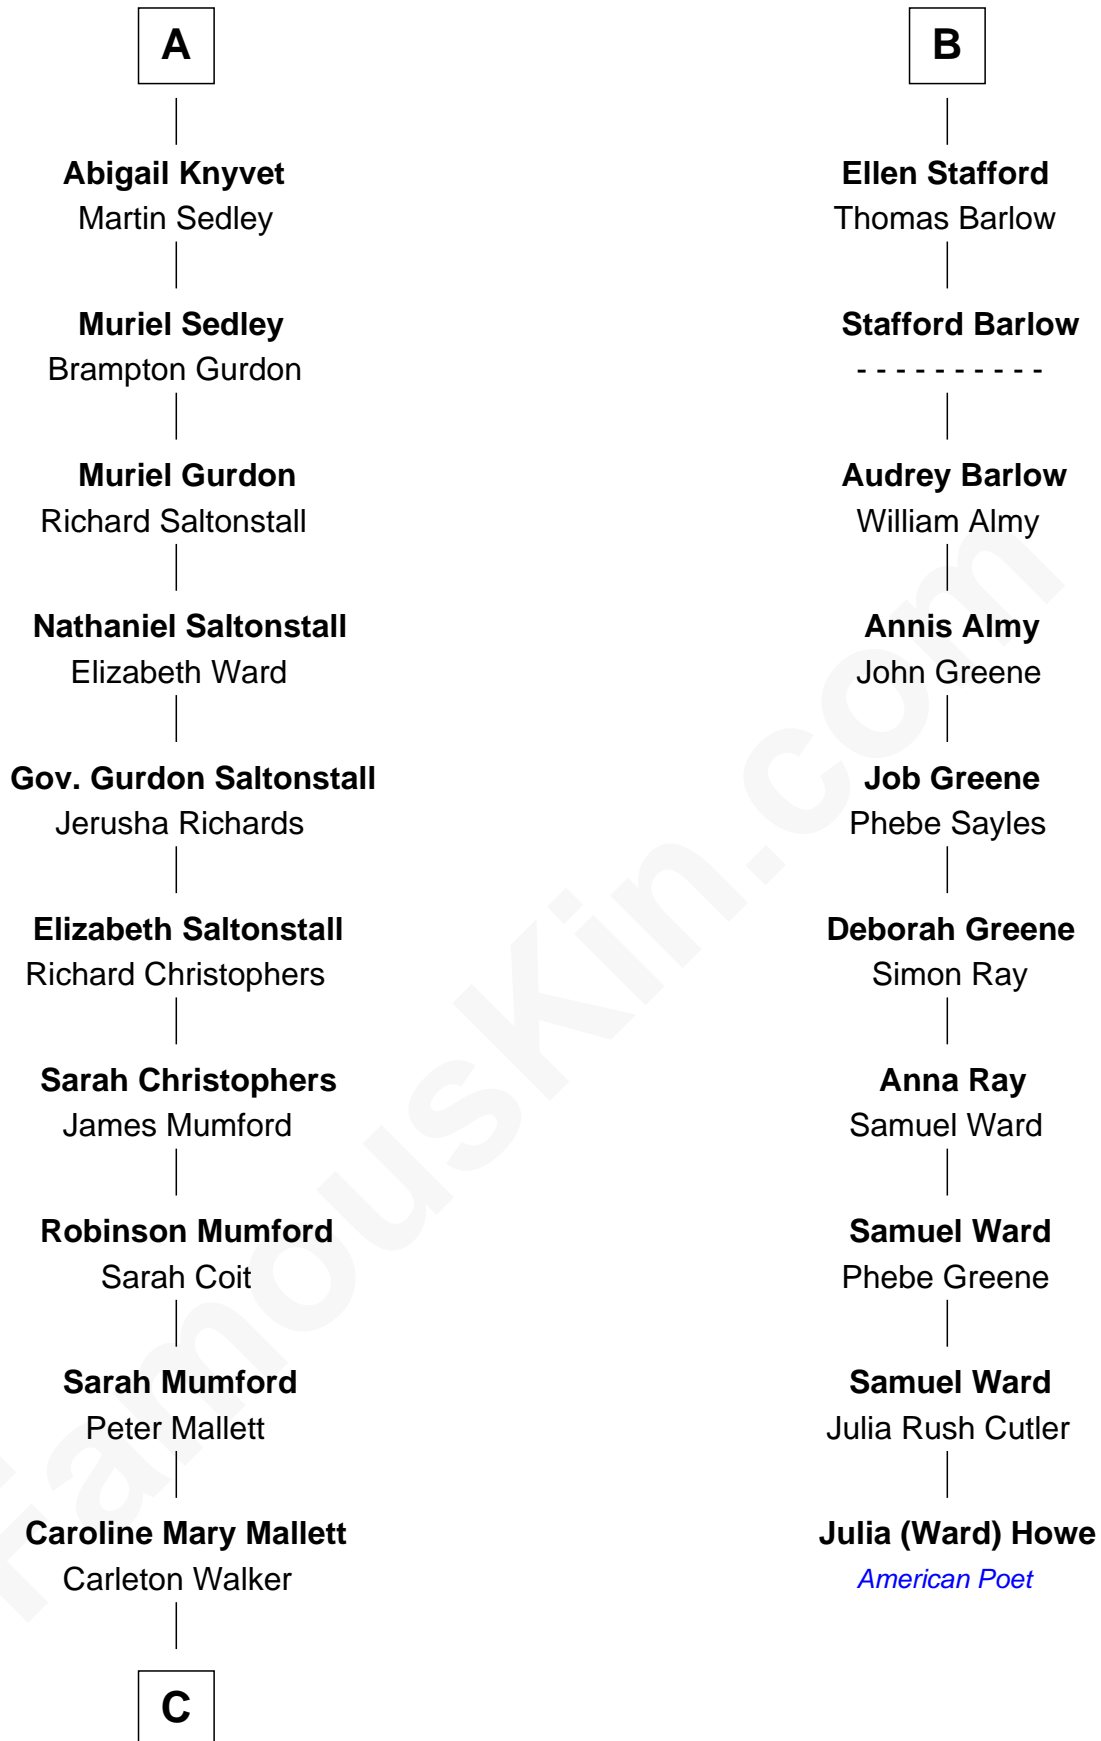 A
B
Abigail Knyvet
Martin Sedley
Ellen Stafford
Thomas Barlow
Muriel Sedley
Brampton Gurdon
Stafford Barlow
- - - - - - - - - -
Muriel Gurdon
Richard Saltonstall
Audrey Barlow
William Almy
Nathaniel Saltonstall
Elizabeth Ward
Annis Almy
John Greene
Gov. Gurdon Saltonstall
Jerusha Richards
Job Greene
Phebe Sayles
Elizabeth Saltonstall
Richard Christophers
Deborah Greene
Simon Ray
Sarah Christophers
James Mumford
Anna Ray
Samuel Ward
Robinson Mumford
Sarah Coit
Samuel Ward
Phebe Greene
Sarah Mumford
Peter Mallett
Samuel Ward
Julia Rush Cutler
Caroline Mary Mallett
Carleton Walker
Julia (Ward) Howe
American Poet
C
FamousKin.com